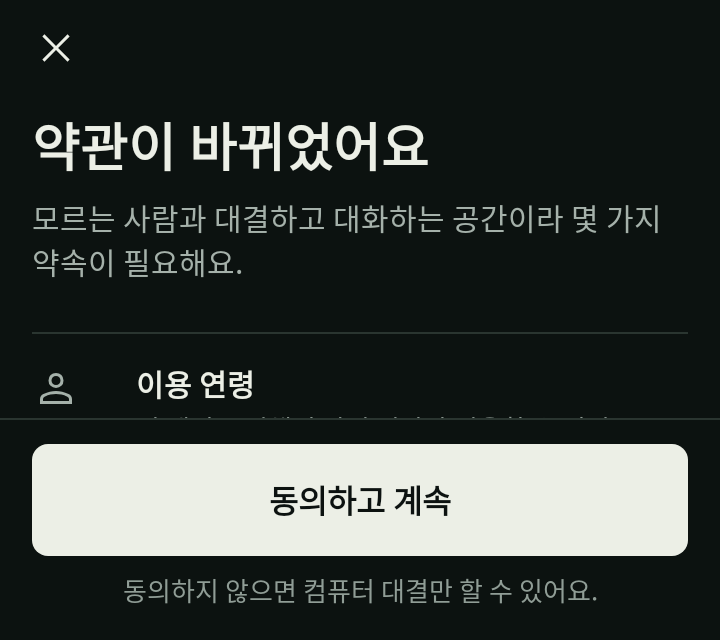 약관이 바뀌었어요
모르는 사람과 대결하고 대화하는 공간이라 몇 가지
약속이 필요해요.
이용 연령
동의하고 계속
동의하지 않으면 컴퓨터 대결만 할 수 있어요.